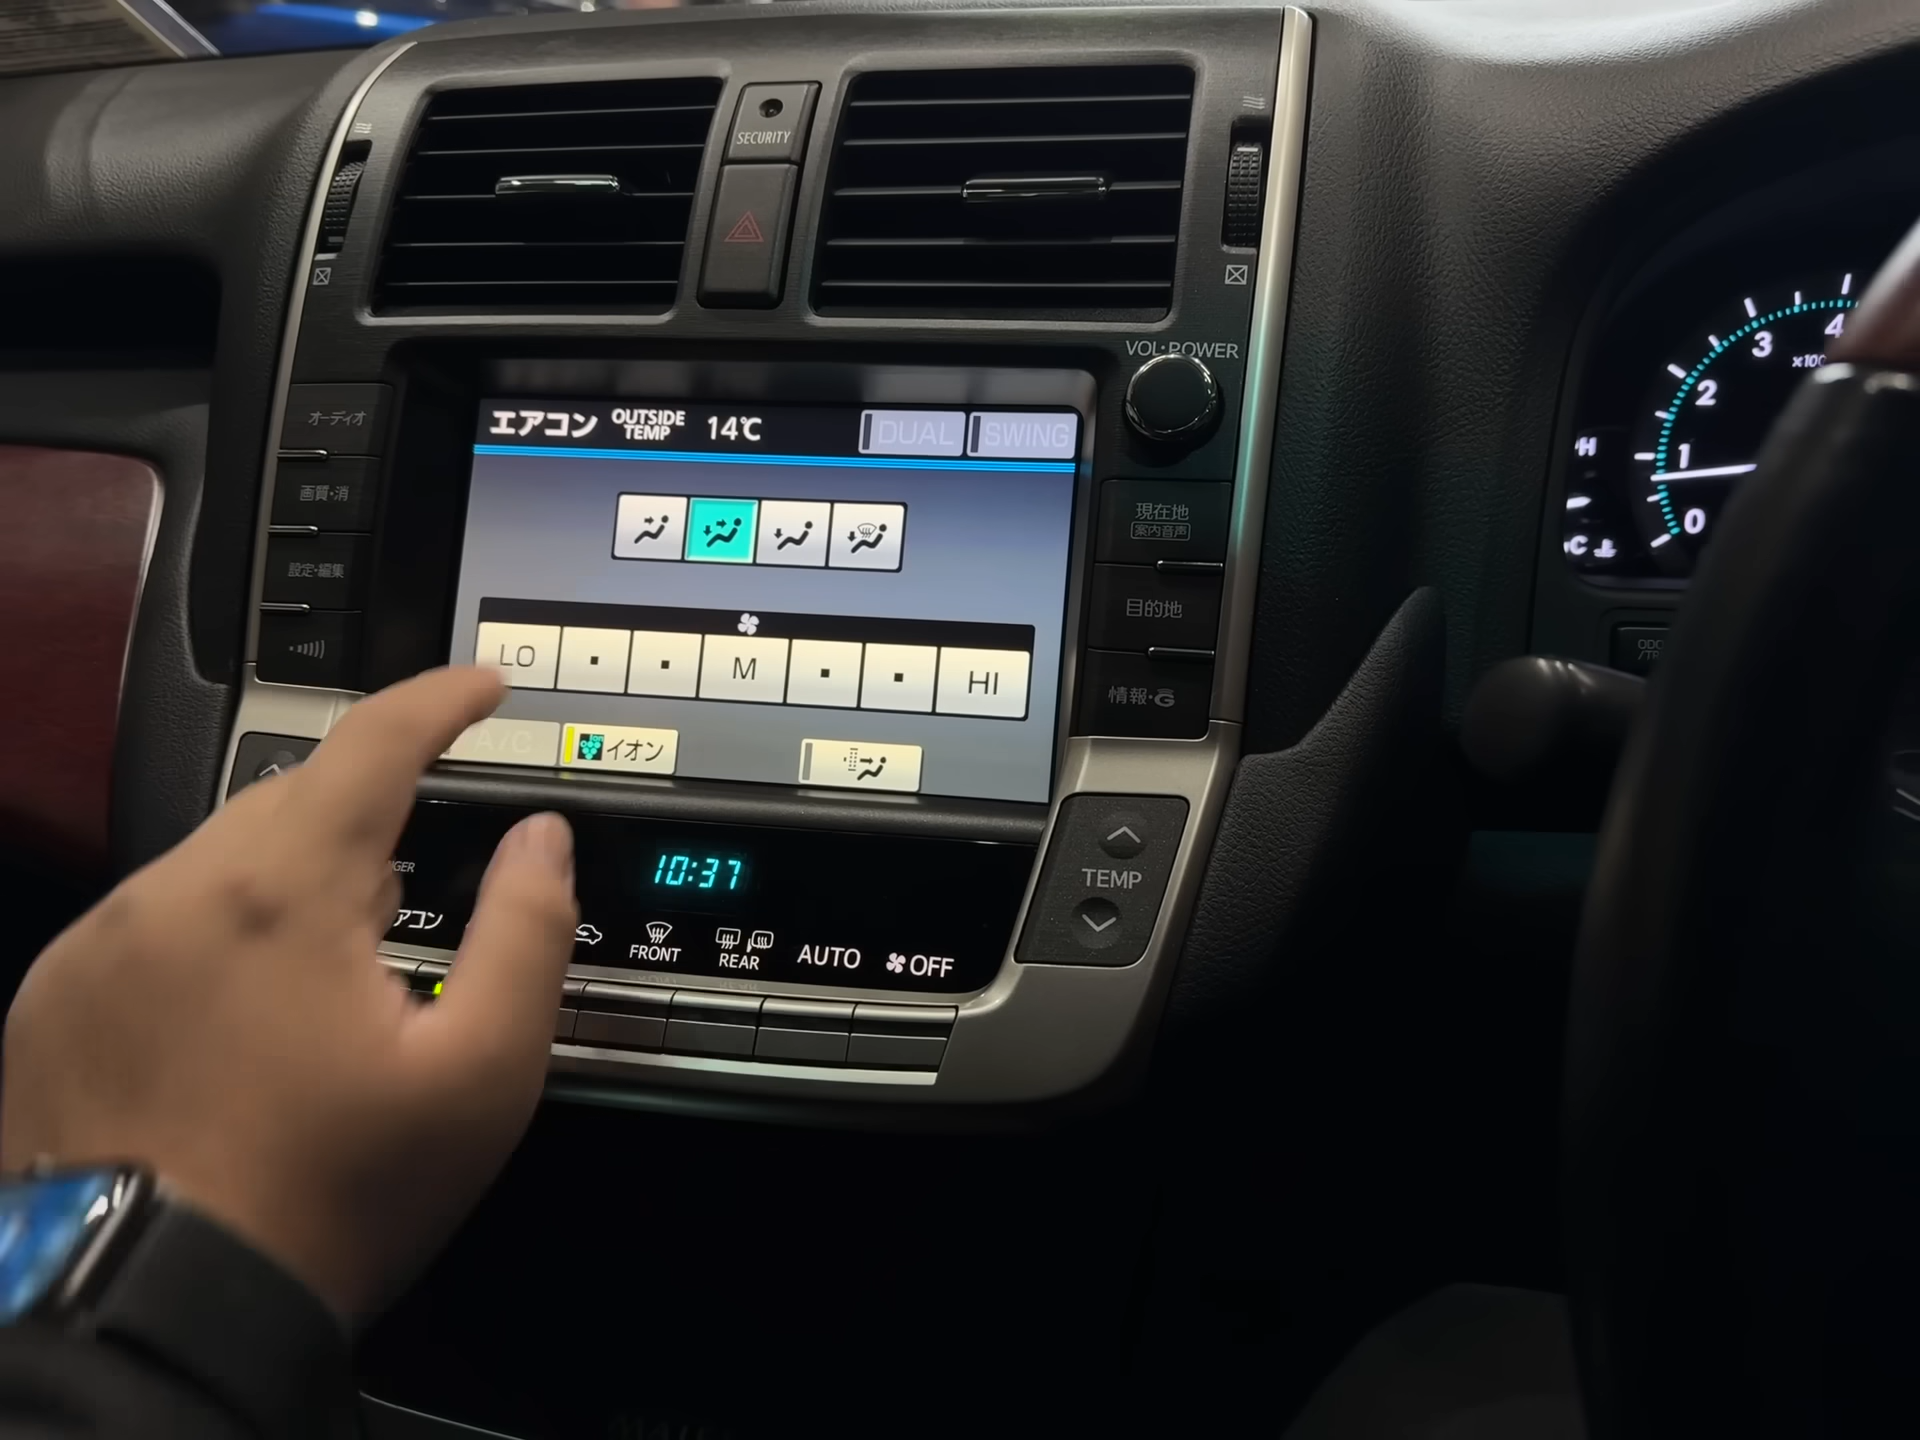 SECURITY
VOL・POWER
オーディオ
画質・消
設定・編集
エアコン
OUTSIDE
TEMP
14℃
DUAL
SWING
LO
M
HI
A/C
イオン
現在地
案内音声
目的地
情報・G
10:37
エアコン
FRONT
REAR
AUTO
OFF
TEMP
4
3
2
1
0
H
C